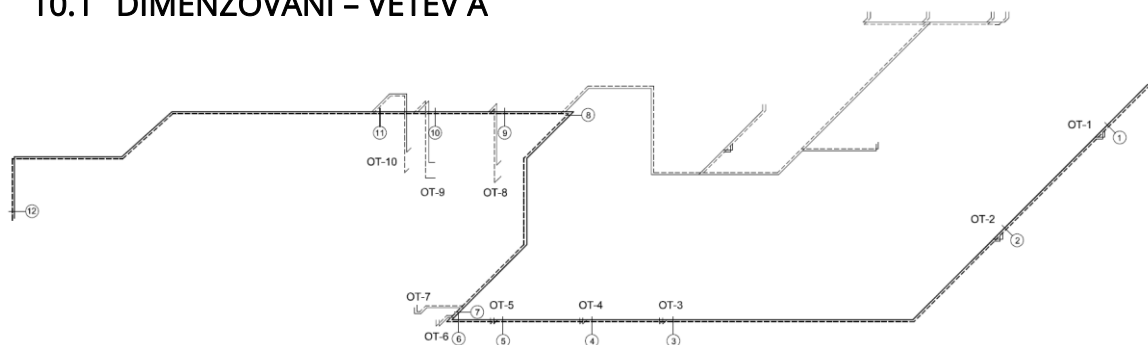 10.1 DIMENZOVÁNÍ – VĚTEV A
OT-1
1
8
11
10
9
OT-10
OT-9
OT-8
12
OT-2
2
OT-7
7
OT-5
OT-4
OT-3
OT-6
6
5
4
3